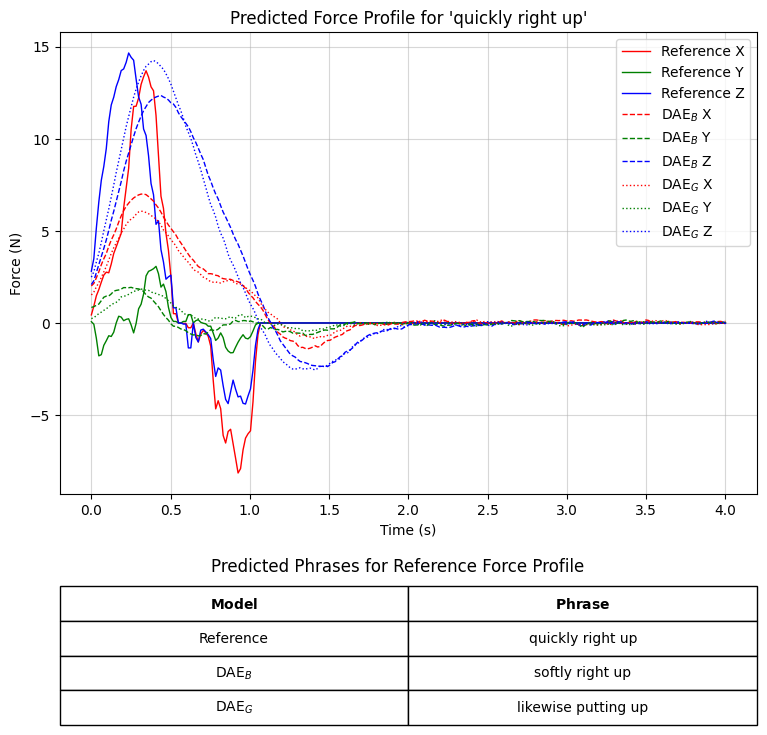 Predicted Force Profile for 'quickly right up'
15
10
5
0
−5
Force (N)
0.0 0.5 1.0 1.5 2.0 2.5 3.0 3.5 4.0
Time (s)
Reference X
Reference Y
Reference Z
DAE_B X
DAE_B Y
DAE_B Z
DAE_G X
DAE_G Y
DAE_G Z
Predicted Phrases for Reference Force Profile
Model Phrase
Reference quickly right up
DAE_B softly right up
DAE_G likewise putting up